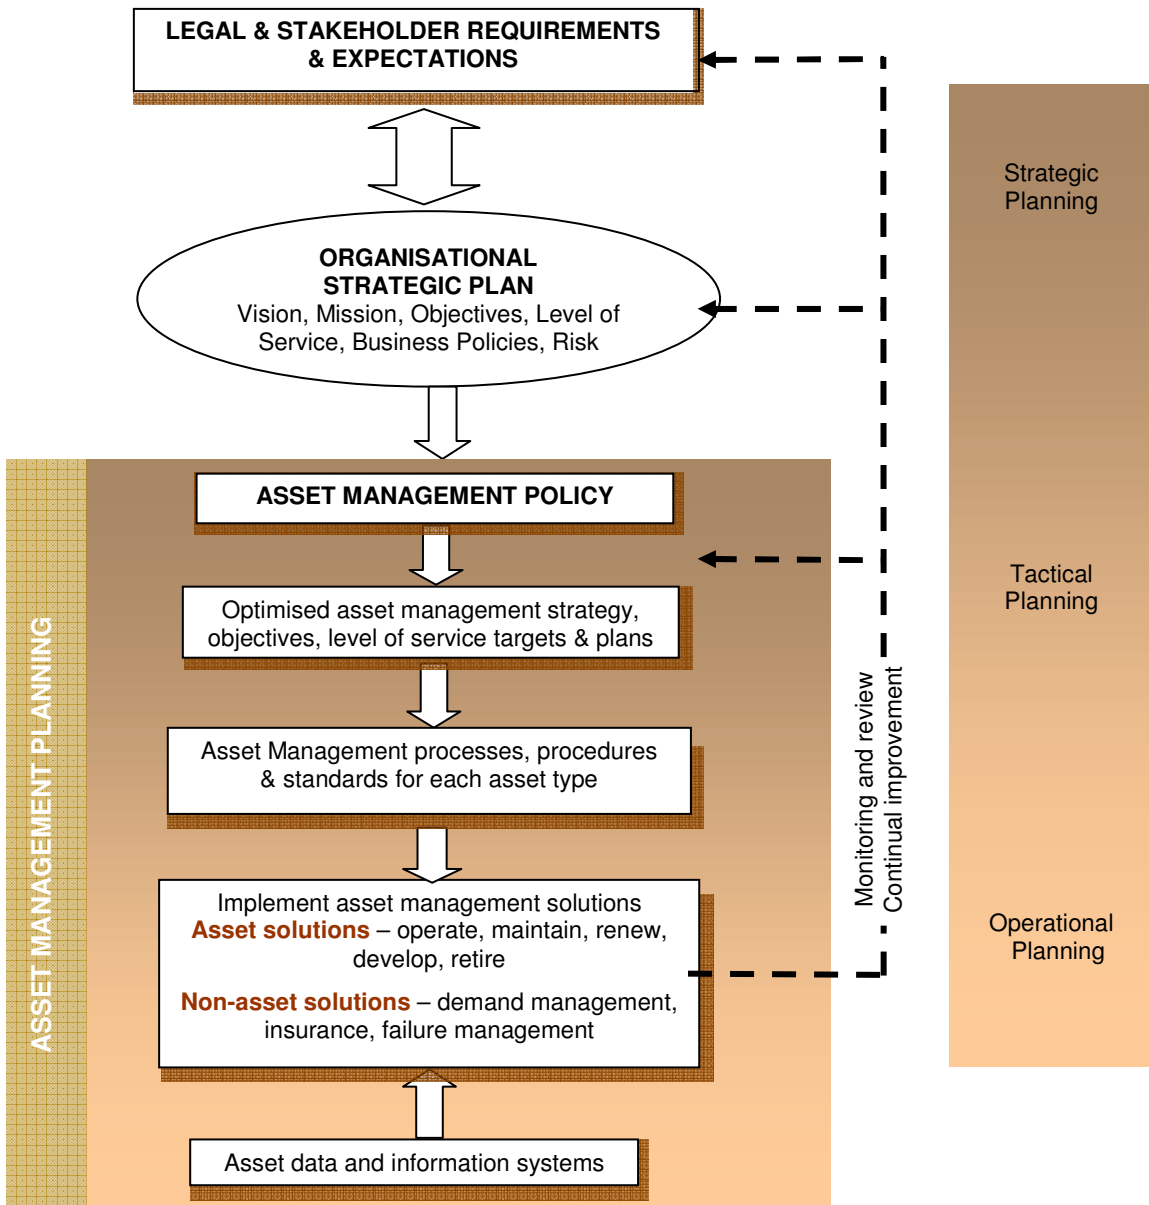 LEGAL & STAKEHOLDER REQUIREMENTS
& EXPECTATIONS
ORGANISATIONAL
STRATEGIC PLAN
Vision, Mission, Objectives, Level of
Service, Business Policies, Risk
ASSET MANAGEMENT POLICY
Optimised asset management strategy,
objectives, level of service targets & plans
Asset Management processes, procedures
& standards for each asset type
Implement asset management solutions
Asset solutions – operate, maintain, renew,
develop, retire
Non-asset solutions – demand management,
insurance, failure management
Asset data and information systems
ASSET MANAGEMENT PLANNING
Monitoring and review
Continual improvement
Strategic
Planning
Tactical
Planning
Operational
Planning